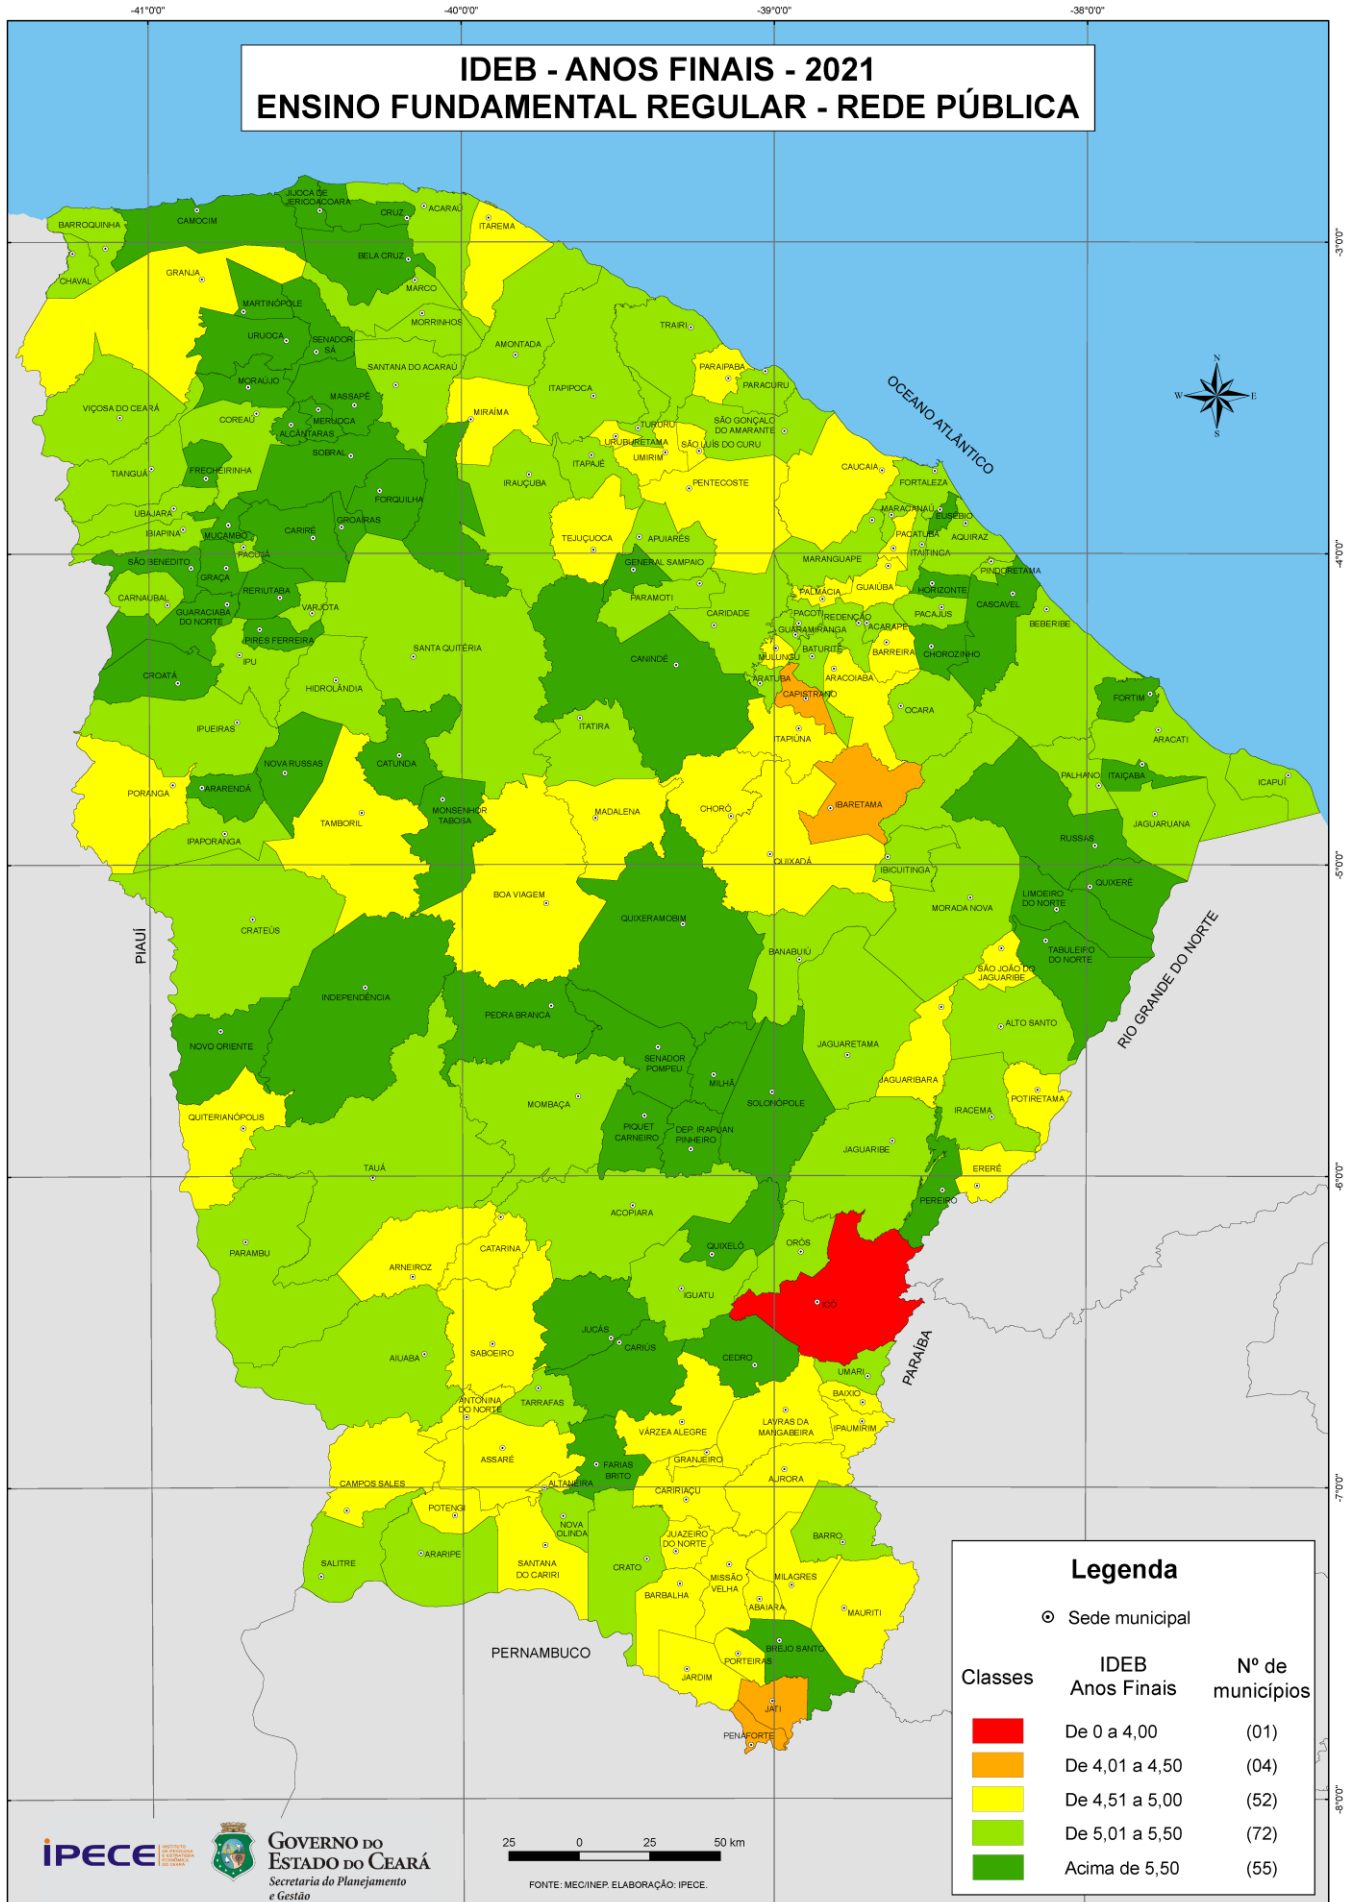 -41°0'0"
-40°0'0"
-39°0'0"
-38°0'0"
IDEB - ANOS FINAIS - 2021
ENSINO FUNDAMENTAL REGULAR - REDE PÚBLICA
JIJOCA DE
JERICOACOARA
CRUZ
ACARAÚ
CAMOCIM
BARROQUINHA
ITAREMA
-3°0'0"
BELA CRUZ
CHAVAL
GRANJA
MARCO
MARTINÓPOLE
MORRINHOS
TRAIRI
URUOCA
SENADOR
SÁ
AMONTADA
SANTANA DO ACARAÚ
PARAIPABA
PARACURU
MORAÚJO
ITAPIPOCA
OCEANO ATLÂNTICO
N
W
E
S
VIÇOSA DO CEARÁ
MASSAPÊ
COREAÚ
MERUOCA
MIRAÍMA
SÃO GONÇALO
DO AMARANTE
ALCÂNTARAS
TURURU
URUBURETAMA
SÃO LUÍS DO CURU
SOBRAL
UMIRIM
ITAPAJÉ
TIANGUÁ
FRECHEIRINHA
CAUCAIA
IRAUÇUBA
PENTECOSTE
FORTALEZA
FORQUILHA
UBAJARA
MARACANAÚ
EUSÉBIO
GROAÍRAS
IBIAPINA
MUCAMBO
CARIRÉ
PACATUBA
AQUIRAZ
TEJUÇUOCA
APUIARÉS
PACUJÁ
ITAITINGA
MARANGUAPE
-4°0'0"
SÃO BENEDITO
GENERAL SAMPAIO
PINDORETAMA
GRAÇA
GUAIÚBA
HORIZONTE
RERIUTABA
PALMÁCIA
CARNAUBAL
PARAMOTI
CASCAVEL
GUARACIABA
DO NORTE
VARJOTA
CARIDADE
PACOTI
REDENÇÃO
PACAJUS
BEBERIBE
GUARAMIRANGA
ACARAPE
PIRES FERREIRA
BATURITÉ
BARREIRA
CHOROZINHO
IPU
SANTA QUITÉRIA
CANINDÉ
MULUNGU
CROATÁ
ARATUBA
ARACOIABA
HIDROLÂNDIA
CAPISTRANO
FORTIM
OCARA
IPUEIRAS
ITATIRA
ITAPIÚNA
ARACATI
NOVA RUSSAS
CATUNDA
PALHANO
ITAIÇABA
ICAPUÍ
PORANGA
ARARENDÁ
MONSENHOR
TABOSA
MADALENA
CHORÓ
IBARETAMA
TAMBORIL
JAGUARUANA
IPAPORANGA
RUSSAS
-5°0'0"
QUIXADÁ
IBICUITINGA
QUIXERÉ
BOA VIAGEM
LIMOEIRO
DO NORTE
MORADA NOVA
QUIXERAMOBIM
CRATEÚS
PIAUÍ
BANABUIÚ
TABULEIRO
DO NORTE
SÃO JOÃO DO
JAGUARIBE
RIO GRANDE DO NORTE
INDEPENDÊNCIA
PEDRA BRANCA
ALTO SANTO
NOVO ORIENTE
SENADOR
POMPEU
JAGUARETAMA
MILHÃ
JAGUARIBARA
POTIRETAMA
MOMBAÇA
SOLONÓPOLE
QUITERIANÓPOLIS
IRACEMA
PIQUET
CARNEIRO
DEP. IRAPUAN
PINHEIRO
JAGUARIBE
TAUÁ
ERERÊ
-6°0'0"
PEREIRO
ACOPIARA
PARAMBU
CATARINA
QUIXELÔ
ORÓS
ARNEIROZ
IGUATU
ICÓ
JUCÁS
CARIÚS
SABOEIRO
AIUABA
CEDRO
PARAÍBA
UMARI
BAIXIO
ANTONINA
DO NORTE
TARRAFAS
VÁRZEA ALEGRE
LAVRAS DA
MANGABEIRA
IPAUMIRIM
ASSARÉ
GRANJEIRO
FARIAS
BRITO
AURORA
CAMPOS SALES
ALTANEIRA
-7°0'0"
CARIRIAÇU
POTENGI
NOVA
OLINDA
JUAZEIRO
DO NORTE
BARRO
ARARIPE
SALITRE
SANTANA
DO CARIRI
CRATO
MISSÃO
VELHA
MILAGRES
BARBALHA
ABAIARA
MAURITI
BREJO SANTO
PERNAMBUCO
PORTEIRAS
JARDIM
JATI
PENAFORTE
-8°0'0"
Legenda
Sede municipal
Classes
IDEB
Anos Finais
Nº de
municípios
De 0 a 4,00 (01)
De 4,01 a 4,50 (04)
De 4,51 a 5,00 (52)
De 5,01 a 5,50 (72)
Acima de 5,50 (55)
iPECE
INSTITUTO
DE PESQUISA
E ESTRATÉGIA
ECONÔMICA
DO CEARÁ
GOVERNO DO
ESTADO DO CEARÁ
Secretaria do Planejamento
e Gestão
25 0 25 50 km
FONTE: MEC/INEP. ELABORAÇÃO: IPECE.